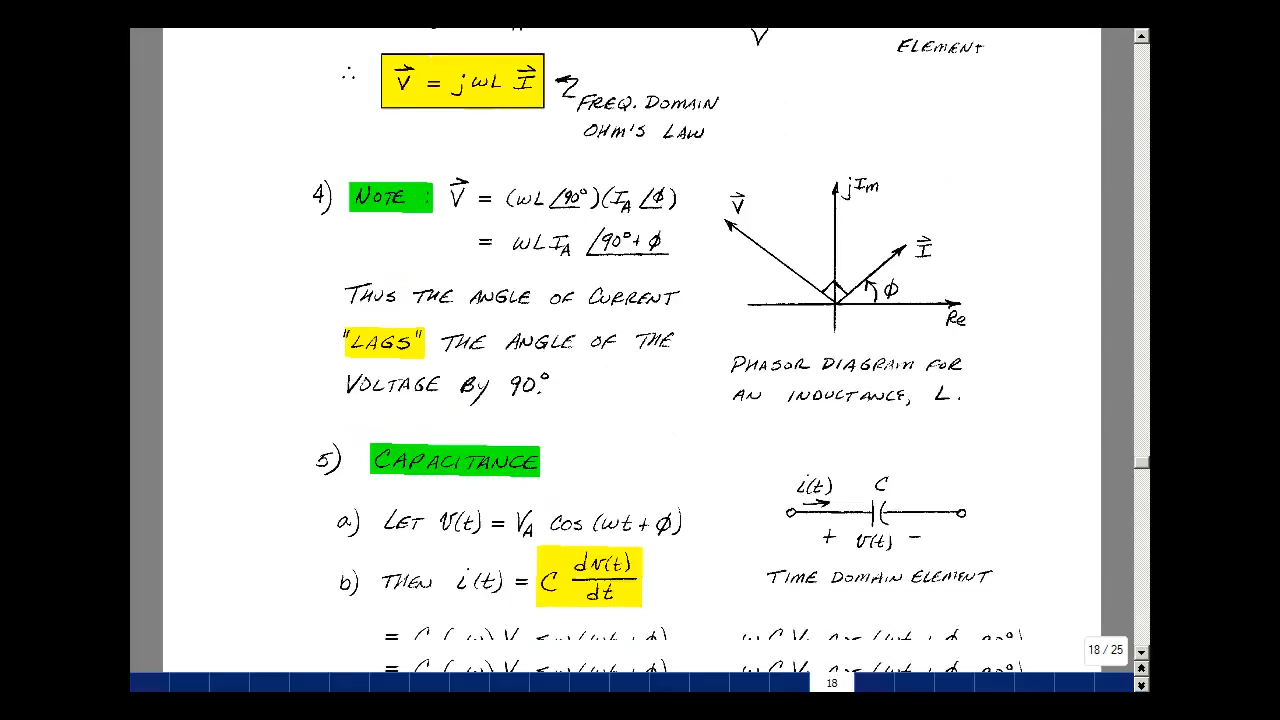 ELEMENT
∴ V⃗ = jωL I⃗
FREQ. DOMAIN
OHM'S LAW
4) NOTE : V⃗ = (ωL ∠90°)(I_A ∠ϕ)
= ωL I_A ∠90°+ϕ
THUS THE ANGLE OF CURRENT
"LAGS" THE ANGLE OF THE
VOLTAGE BY 90°.
jIm
V⃗
I⃗
ϕ
Re
PHASOR DIAGRAM FOR
AN INDUCTANCE, L.
5) CAPACITANCE
a) LET v(t) = V_A cos(ωt + ϕ)
b) THEN i(t) = C dv(t)/dt
i(t) C
+ v(t) −
TIME DOMAIN ELEMENT
18 / 25
18